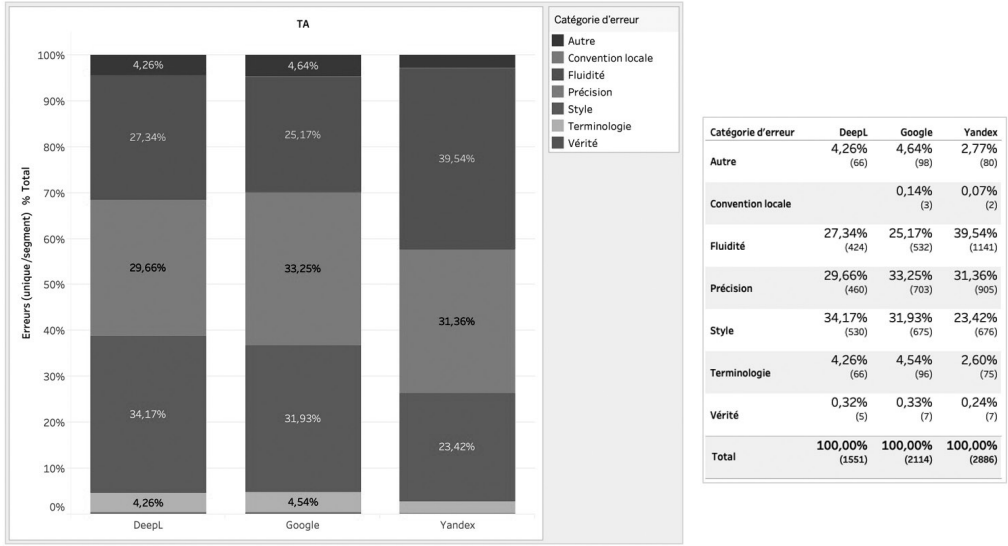 TA
Erreurs (unique/segment) % Total
100%
90%
80%
70%
60%
50%
40%
30%
20%
10%
0%
4,26%
27,34%
29,66%
34,17%
4,26%
4,64%
25,17%
33,25%
31,93%
4,54%
39,54%
31,36%
23,42%
DeepL Google Yandex
Catégorie d'erreur
Autre
Convention locale
Fluidité
Précision
Style
Terminologie
Vérité
Catégorie d'erreur DeepL Google Yandex
Autre 4,26% 4,64% 2,77%
(66) (98) (80)
Convention locale 0,14% 0,07%
(3) (2)
Fluidité 27,34% 25,17% 39,54%
(424) (532) (1141)
Précision 29,66% 33,25% 31,36%
(460) (703) (905)
Style 34,17% 31,93% 23,42%
(530) (675) (676)
Terminologie 4,26% 4,54% 2,60%
(66) (96) (75)
Vérité 0,32% 0,33% 0,24%
(5) (7) (7)
Total 100,00% 100,00% 100,00%
(1551) (2114) (2886)